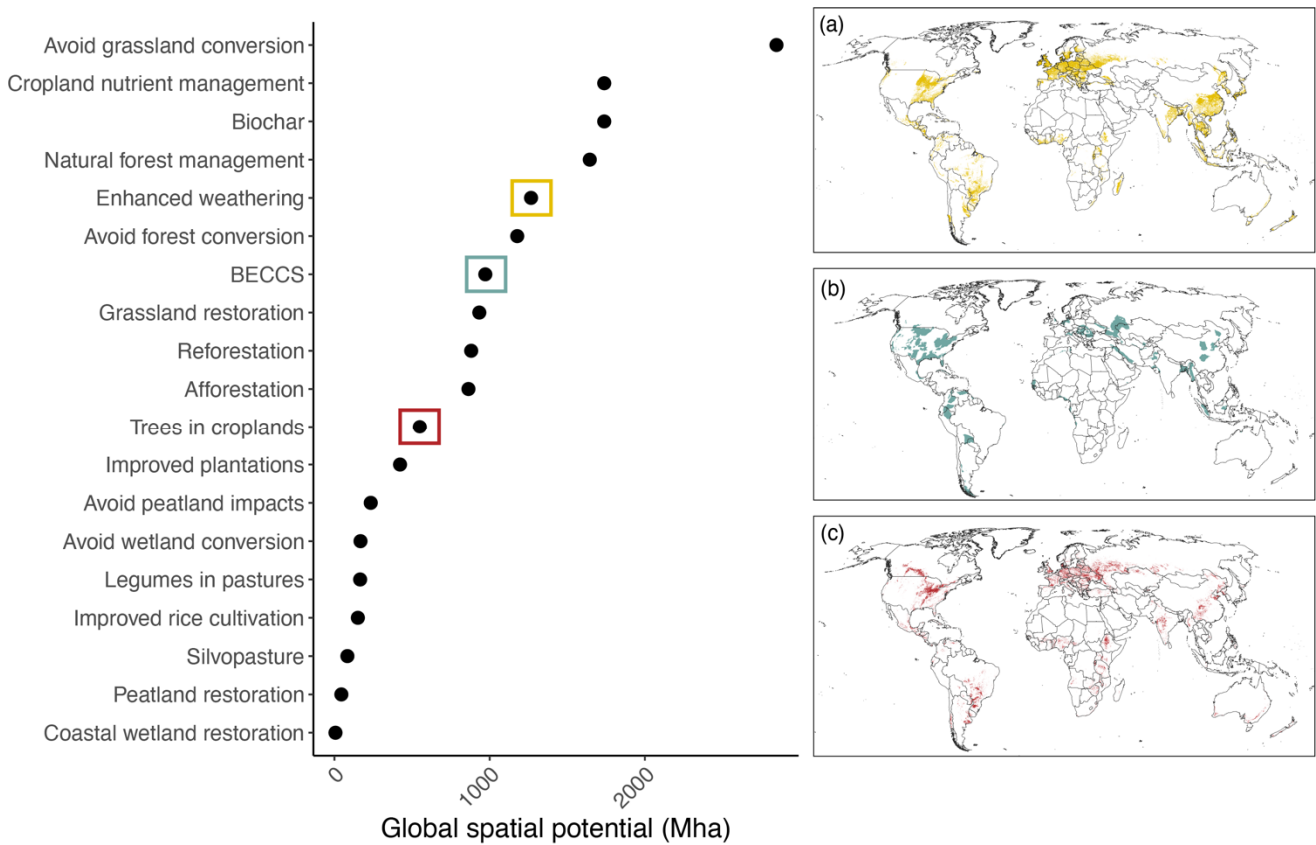 Avoid grassland conversion
Cropland nutrient management
Biochar
Natural forest management
Enhanced weathering
Avoid forest conversion
BECCS
Grassland restoration
Reforestation
Afforestation
Trees in croplands
Improved plantations
Avoid peatland impacts
Avoid wetland conversion
Legumes in pastures
Improved rice cultivation
Silvopasture
Peatland restoration
Coastal wetland restoration
0
1000
2000
Global spatial potential (Mha)
(a)
(b)
(c)